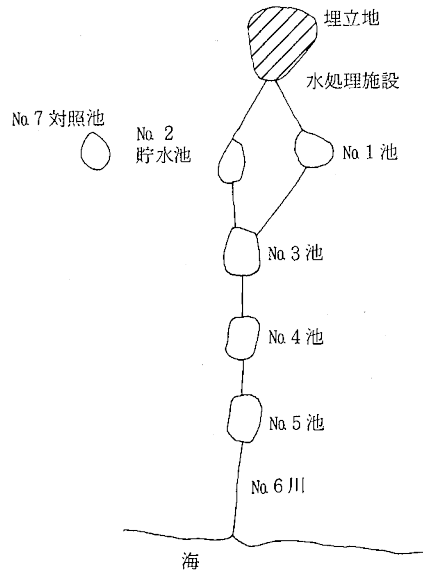 埋立地
水処理施設
No.7 対照池
No.2
貯水池
No.1 池
No.3 池
No.4 池
No.5 池
No.6 川
海